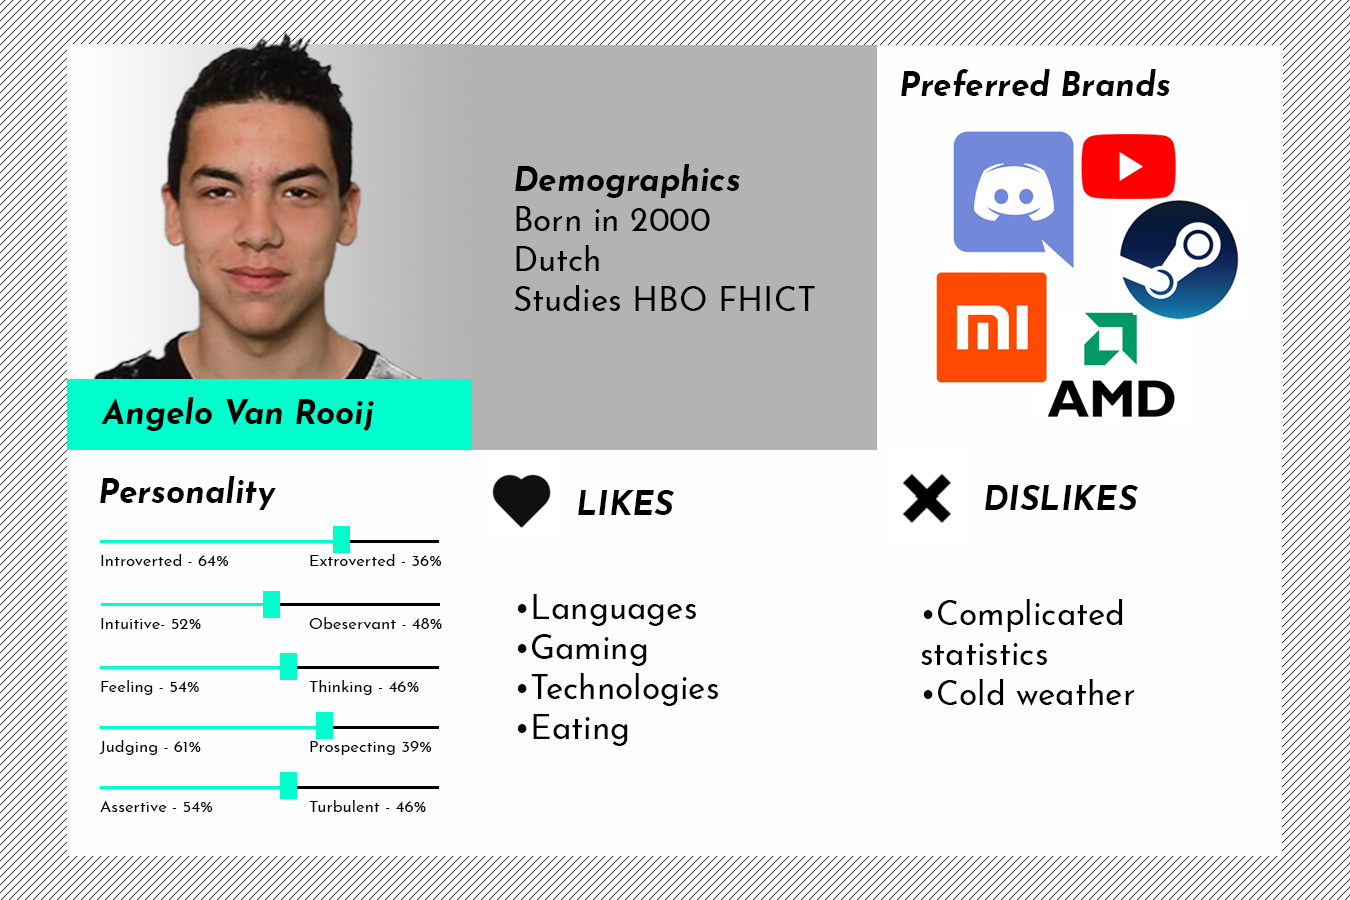 Preferred Brands
Demographics
Born in 2000
Dutch
Studies HBO FHICT
mi
AMD
Angelo Van Rooij
Personality
Introverted - 64% Extroverted - 36%
Intuitive- 52% Obeservant - 48%
Feeling - 54% Thinking - 46%
Judging - 61% Prospecting 39%
Assertive - 54% Turbulent - 46%
LIKES
•Languages
•Gaming
•Technologies
•Eating
DISLIKES
•Complicated
statistics
•Cold weather